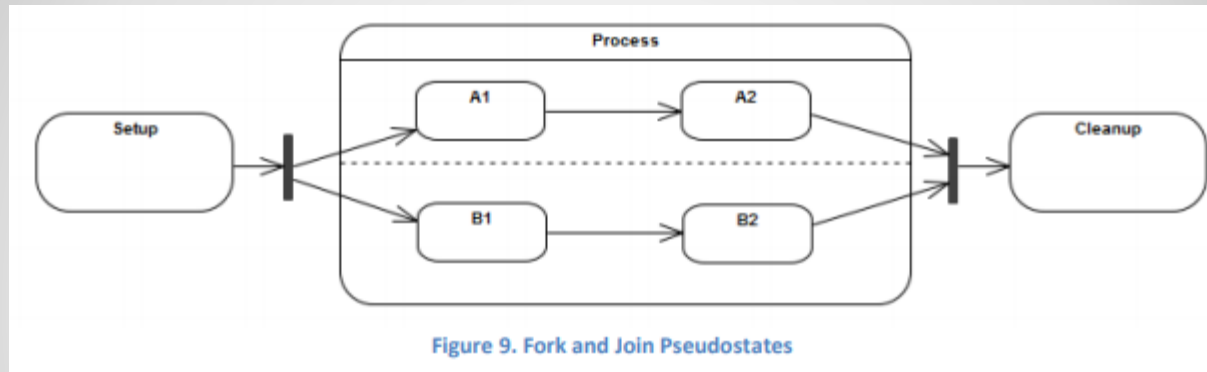 Process
A1
A2
Setup
Cleanup
B1
B2
Figure 9. Fork and Join Pseudostates